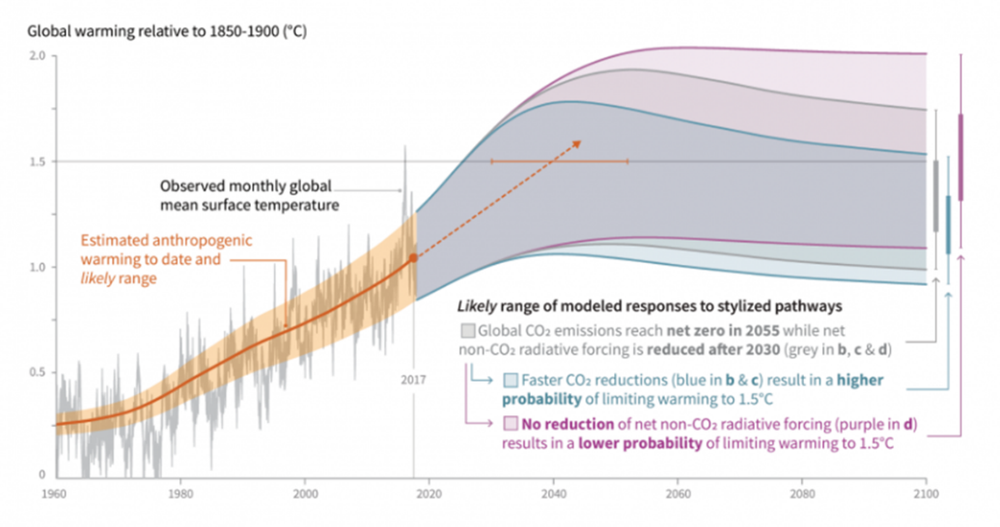 Global warming relative to 1850-1900 (°C)
2.0
1.5
Observed monthly global
mean surface temperature
Estimated anthropogenic
warming to date and
likely range
1.0
Likely range of modeled responses to stylized pathways
Global CO₂ emissions reach net zero in 2055 while net
non-CO₂ radiative forcing is reduced after 2030 (grey in b, c & d)
0.5
2017
Faster CO₂ reductions (blue in b & c) result in a higher
probability of limiting warming to 1.5°C
No reduction of net non-CO₂ radiative forcing (purple in d)
results in a lower probability of limiting warming to 1.5°C
0
1960 1980 2000 2020 2040 2060 2080 2100